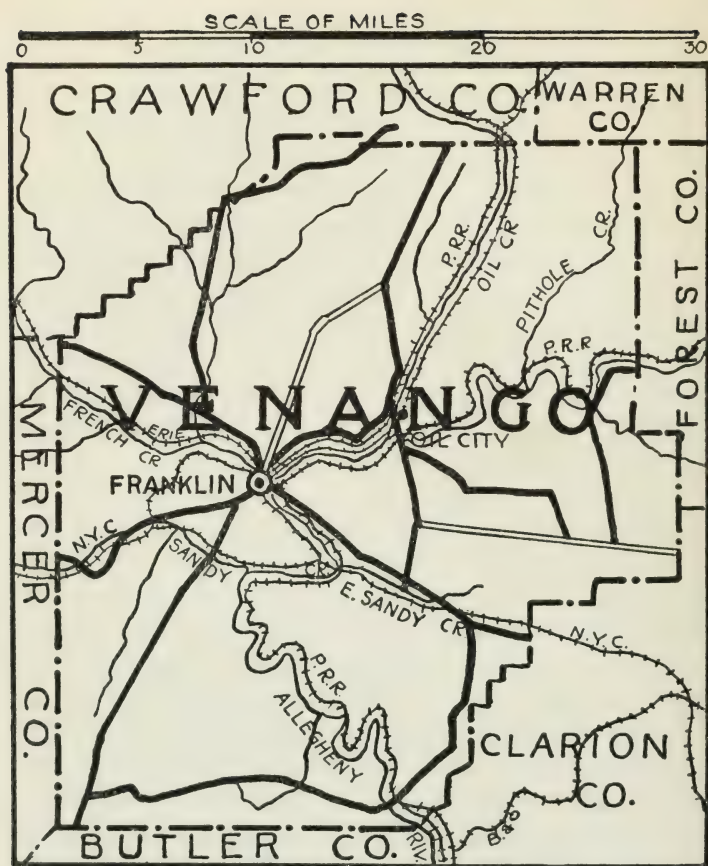 SCALE OF MILES
0 5 10 20 30
CRAWFORD CO.
WARREN
CO.
FOREST CO.
P.R.R.
OIL CR.
PITHOLE CR.
P.R.R
VENANGO
ERIE
FRENCH CR
OIL CITY
FRANKLIN
MERCER CO.
N.Y.C
SANDY CR.
E. SANDY CR.
N.Y.C.
P.R.R.
ALLEGHENY RIV.
CLARION
CO.
B.&O
BUTLER CO.